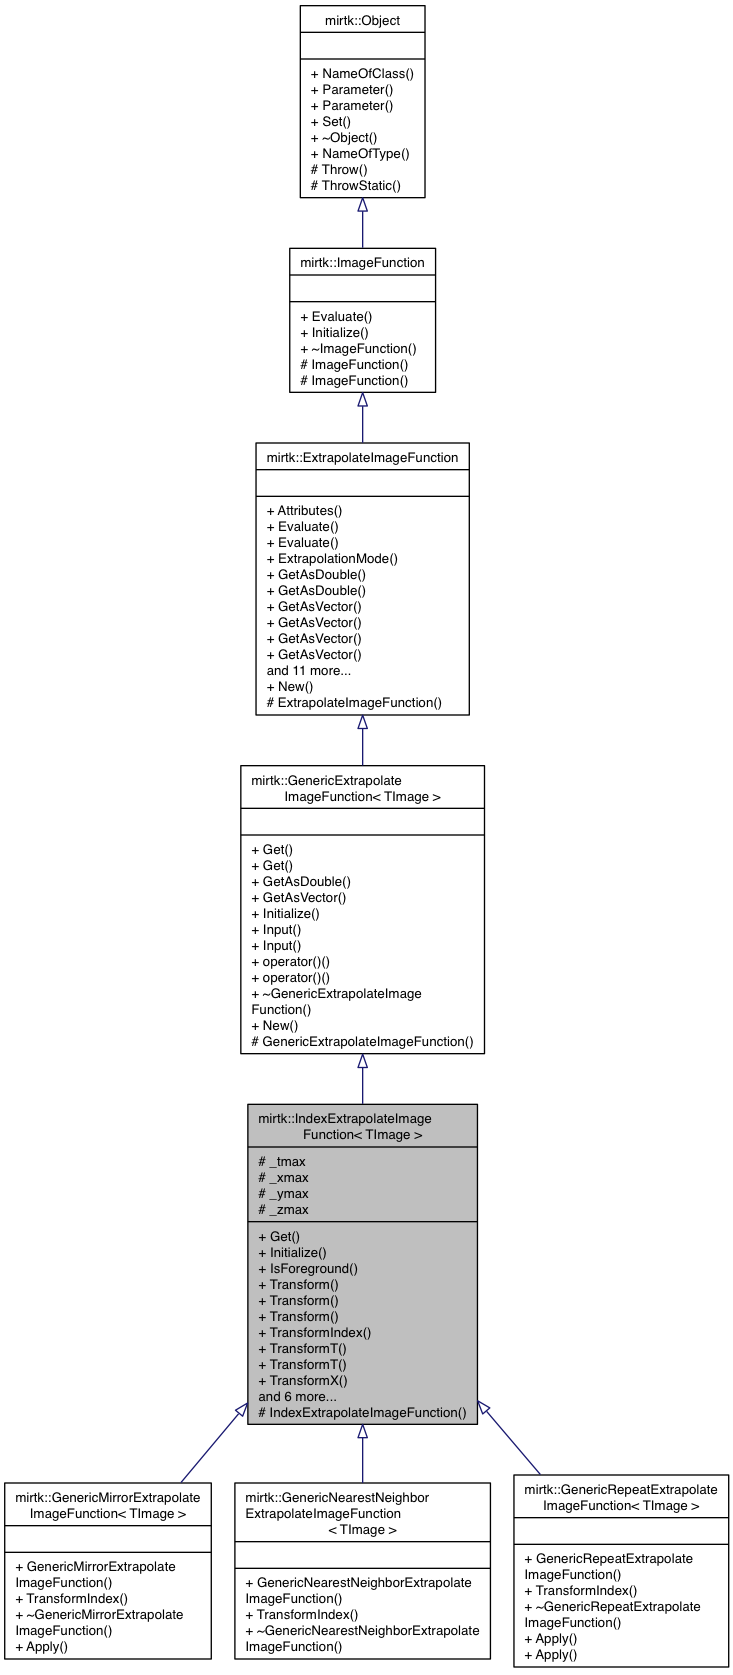 mirtk::Object
+ NameOfClass()
+ Parameter()
+ Parameter()
+ Set()
+ ~Object()
+ NameOfType()
# Throw()
# ThrowStatic()
mirtk::ImageFunction
+ Evaluate()
+ Initialize()
+ ~ImageFunction()
# ImageFunction()
# ImageFunction()
mirtk::ExtrapolateImageFunction
+ Attributes()
+ Evaluate()
+ Evaluate()
+ ExtrapolationMode()
+ GetAsDouble()
+ GetAsDouble()
+ GetAsVector()
+ GetAsVector()
+ GetAsVector()
+ GetAsVector()
and 11 more...
+ New()
# ExtrapolateImageFunction()
mirtk::GenericExtrapolate
ImageFunction< TImage >
+ Get()
+ Get()
+ GetAsDouble()
+ GetAsVector()
+ Initialize()
+ Input()
+ Input()
+ operator()()
+ operator()()
+ ~GenericExtrapolateImage
Function()
+ New()
# GenericExtrapolateImageFunction()
mirtk::IndexExtrapolateImage
Function< TImage >
# _tmax
# _xmax
# _ymax
# _zmax
+ Get()
+ Initialize()
+ IsForeground()
+ Transform()
+ Transform()
+ Transform()
+ TransformIndex()
+ TransformT()
+ TransformT()
+ TransformX()
and 6 more...
# IndexExtrapolateImageFunction()
mirtk::GenericMirrorExtrapolate
ImageFunction< TImage >
+ GenericMirrorExtrapolate
ImageFunction()
+ TransformIndex()
+ ~GenericMirrorExtrapolate
ImageFunction()
+ Apply()
mirtk::GenericNearestNeighbor
ExtrapolateImageFunction
< TImage >
+ GenericNearestNeighborExtrapolate
ImageFunction()
+ TransformIndex()
+ ~GenericNearestNeighborExtrapolate
ImageFunction()
mirtk::GenericRepeatExtrapolate
ImageFunction< TImage >
+ GenericRepeatExtrapolate
ImageFunction()
+ TransformIndex()
+ ~GenericRepeatExtrapolate
ImageFunction()
+ Apply()
+ Apply()